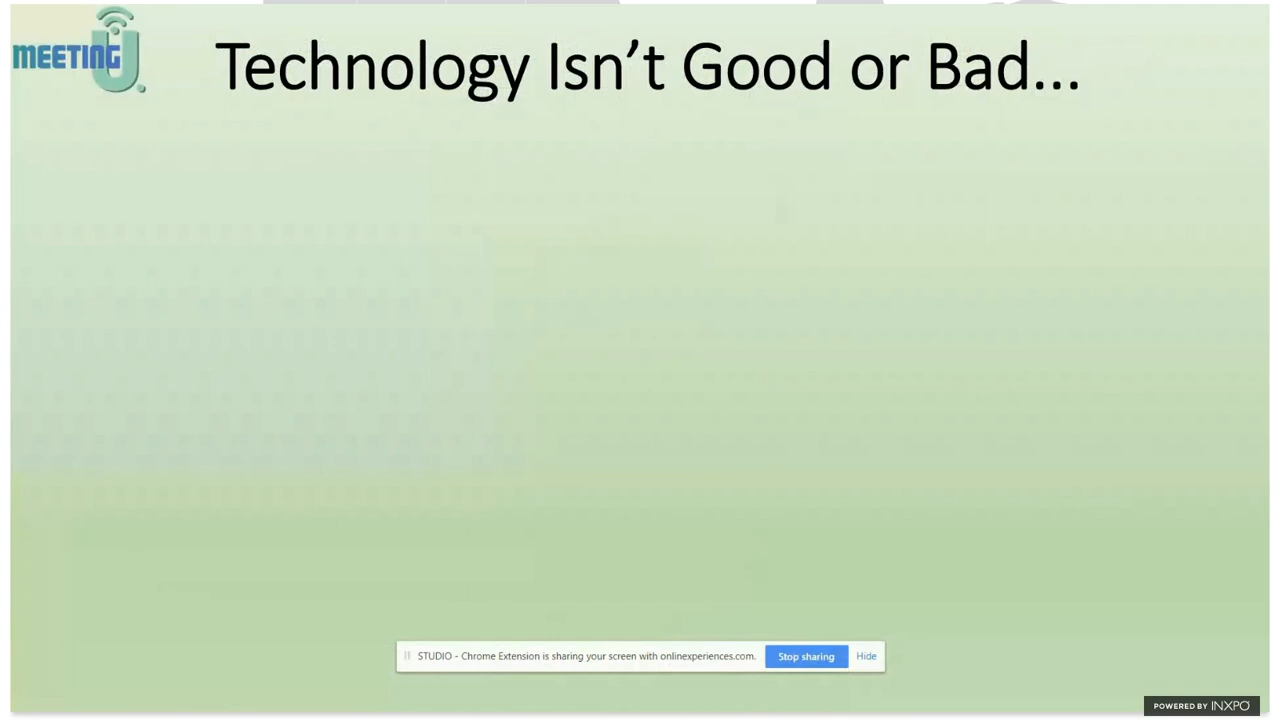 MEETING U
Technology Isn't Good or Bad...
STUDIO - Chrome Extension is sharing your screen with onlinexperiences.com.
Stop sharing
Hide
POWERED BY INXPO